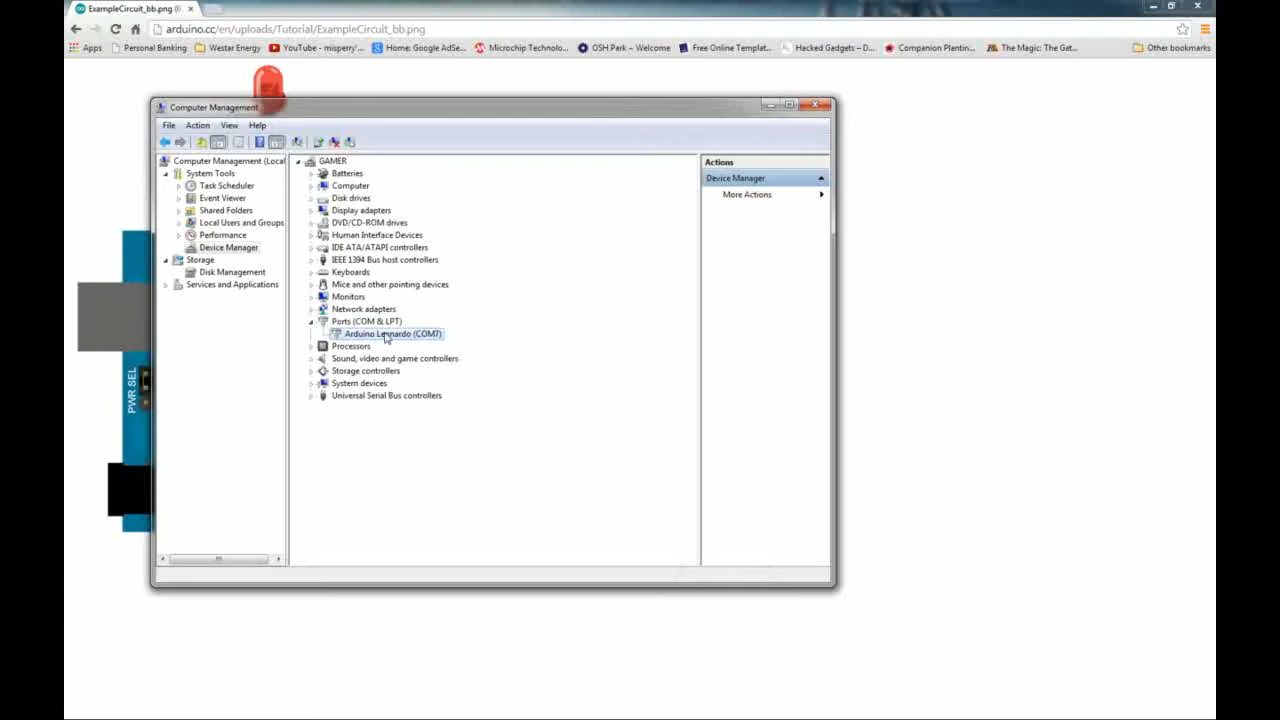 ExampleCircuit_bb.png (
arduino.cc/en/uploads/Tutorial/ExampleCircuit_bb.png
Apps Personal Banking Westar Energy YouTube - misperry'... Home: Google AdSe... Microchip Technolo... OSH Park ~ Welcome Free Online Templat... Hacked Gadgets – D... Companion Plantin... The Magic: The Gat... Other bookmarks
Computer Management
File Action View Help
Computer Management (Local
System Tools
Task Scheduler
Event Viewer
Shared Folders
Local Users and Groups
Performance
Device Manager
Storage
Disk Management
Services and Applications
GAMER
Batteries
Computer
Disk drives
Display adapters
DVD/CD-ROM drives
Human Interface Devices
IDE ATA/ATAPI controllers
IEEE 1394 Bus host controllers
Keyboards
Mice and other pointing devices
Monitors
Network adapters
Ports (COM & LPT)
Arduino Leonardo (COM7)
Processors
Sound, video and game controllers
Storage controllers
System devices
Universal Serial Bus controllers
Actions
Device Manager
More Actions
PWR SEL